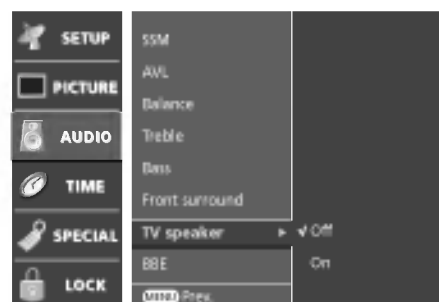 SETUP
PICTURE
AUDIO
TIME
SPECIAL
LOCK
SSM
AVL
Balance
Treble
Bass
Front surround
TV speaker ► √ Off
BBE On
MENU Prev.